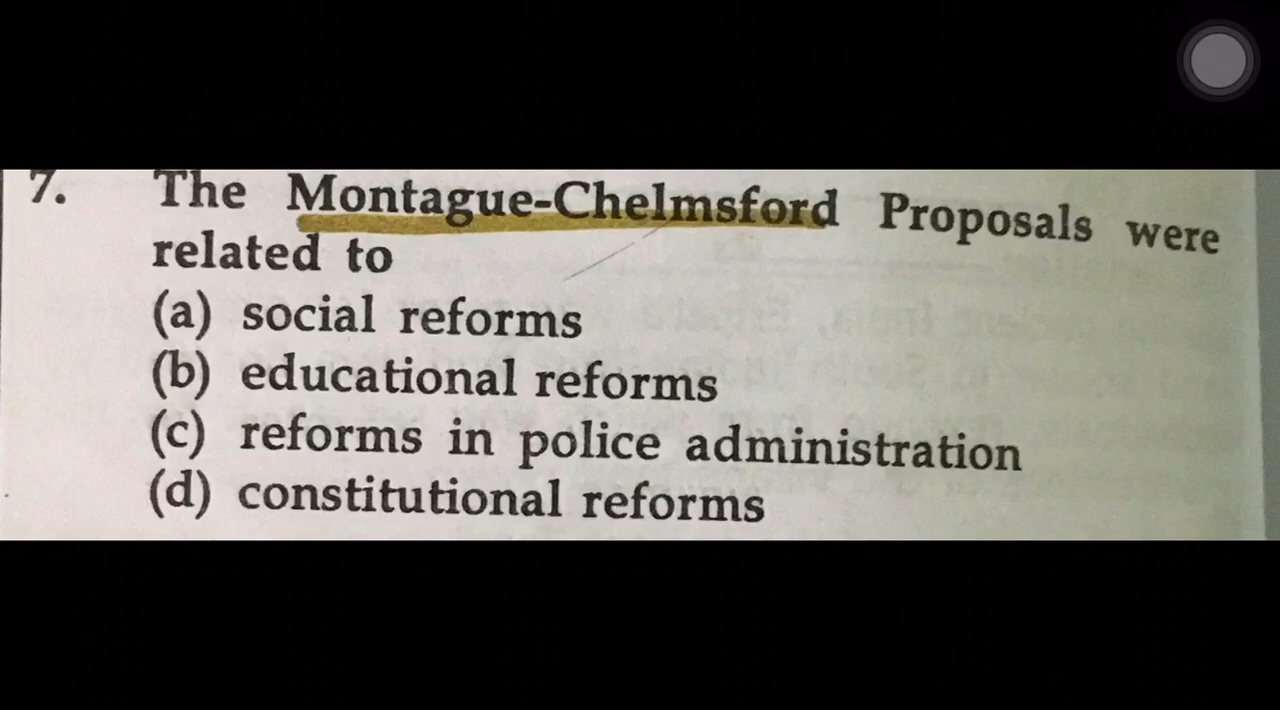 7. The Montague-Chelmsford Proposals were
related to
(a) social reforms
(b) educational reforms
(c) reforms in police administration
(d) constitutional reforms